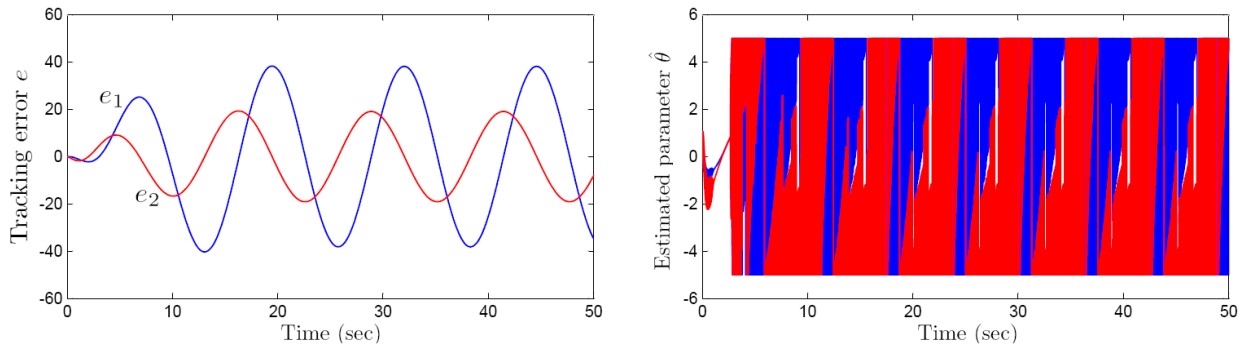 60
40
20
0
-20
-40
-60
Tracking error e
e1
e2
0 10 20 30 40 50
Time (sec)
6
4
2
0
-2
-4
-6
Estimated parameter θ̂
0 10 20 30 40 50
Time (sec)